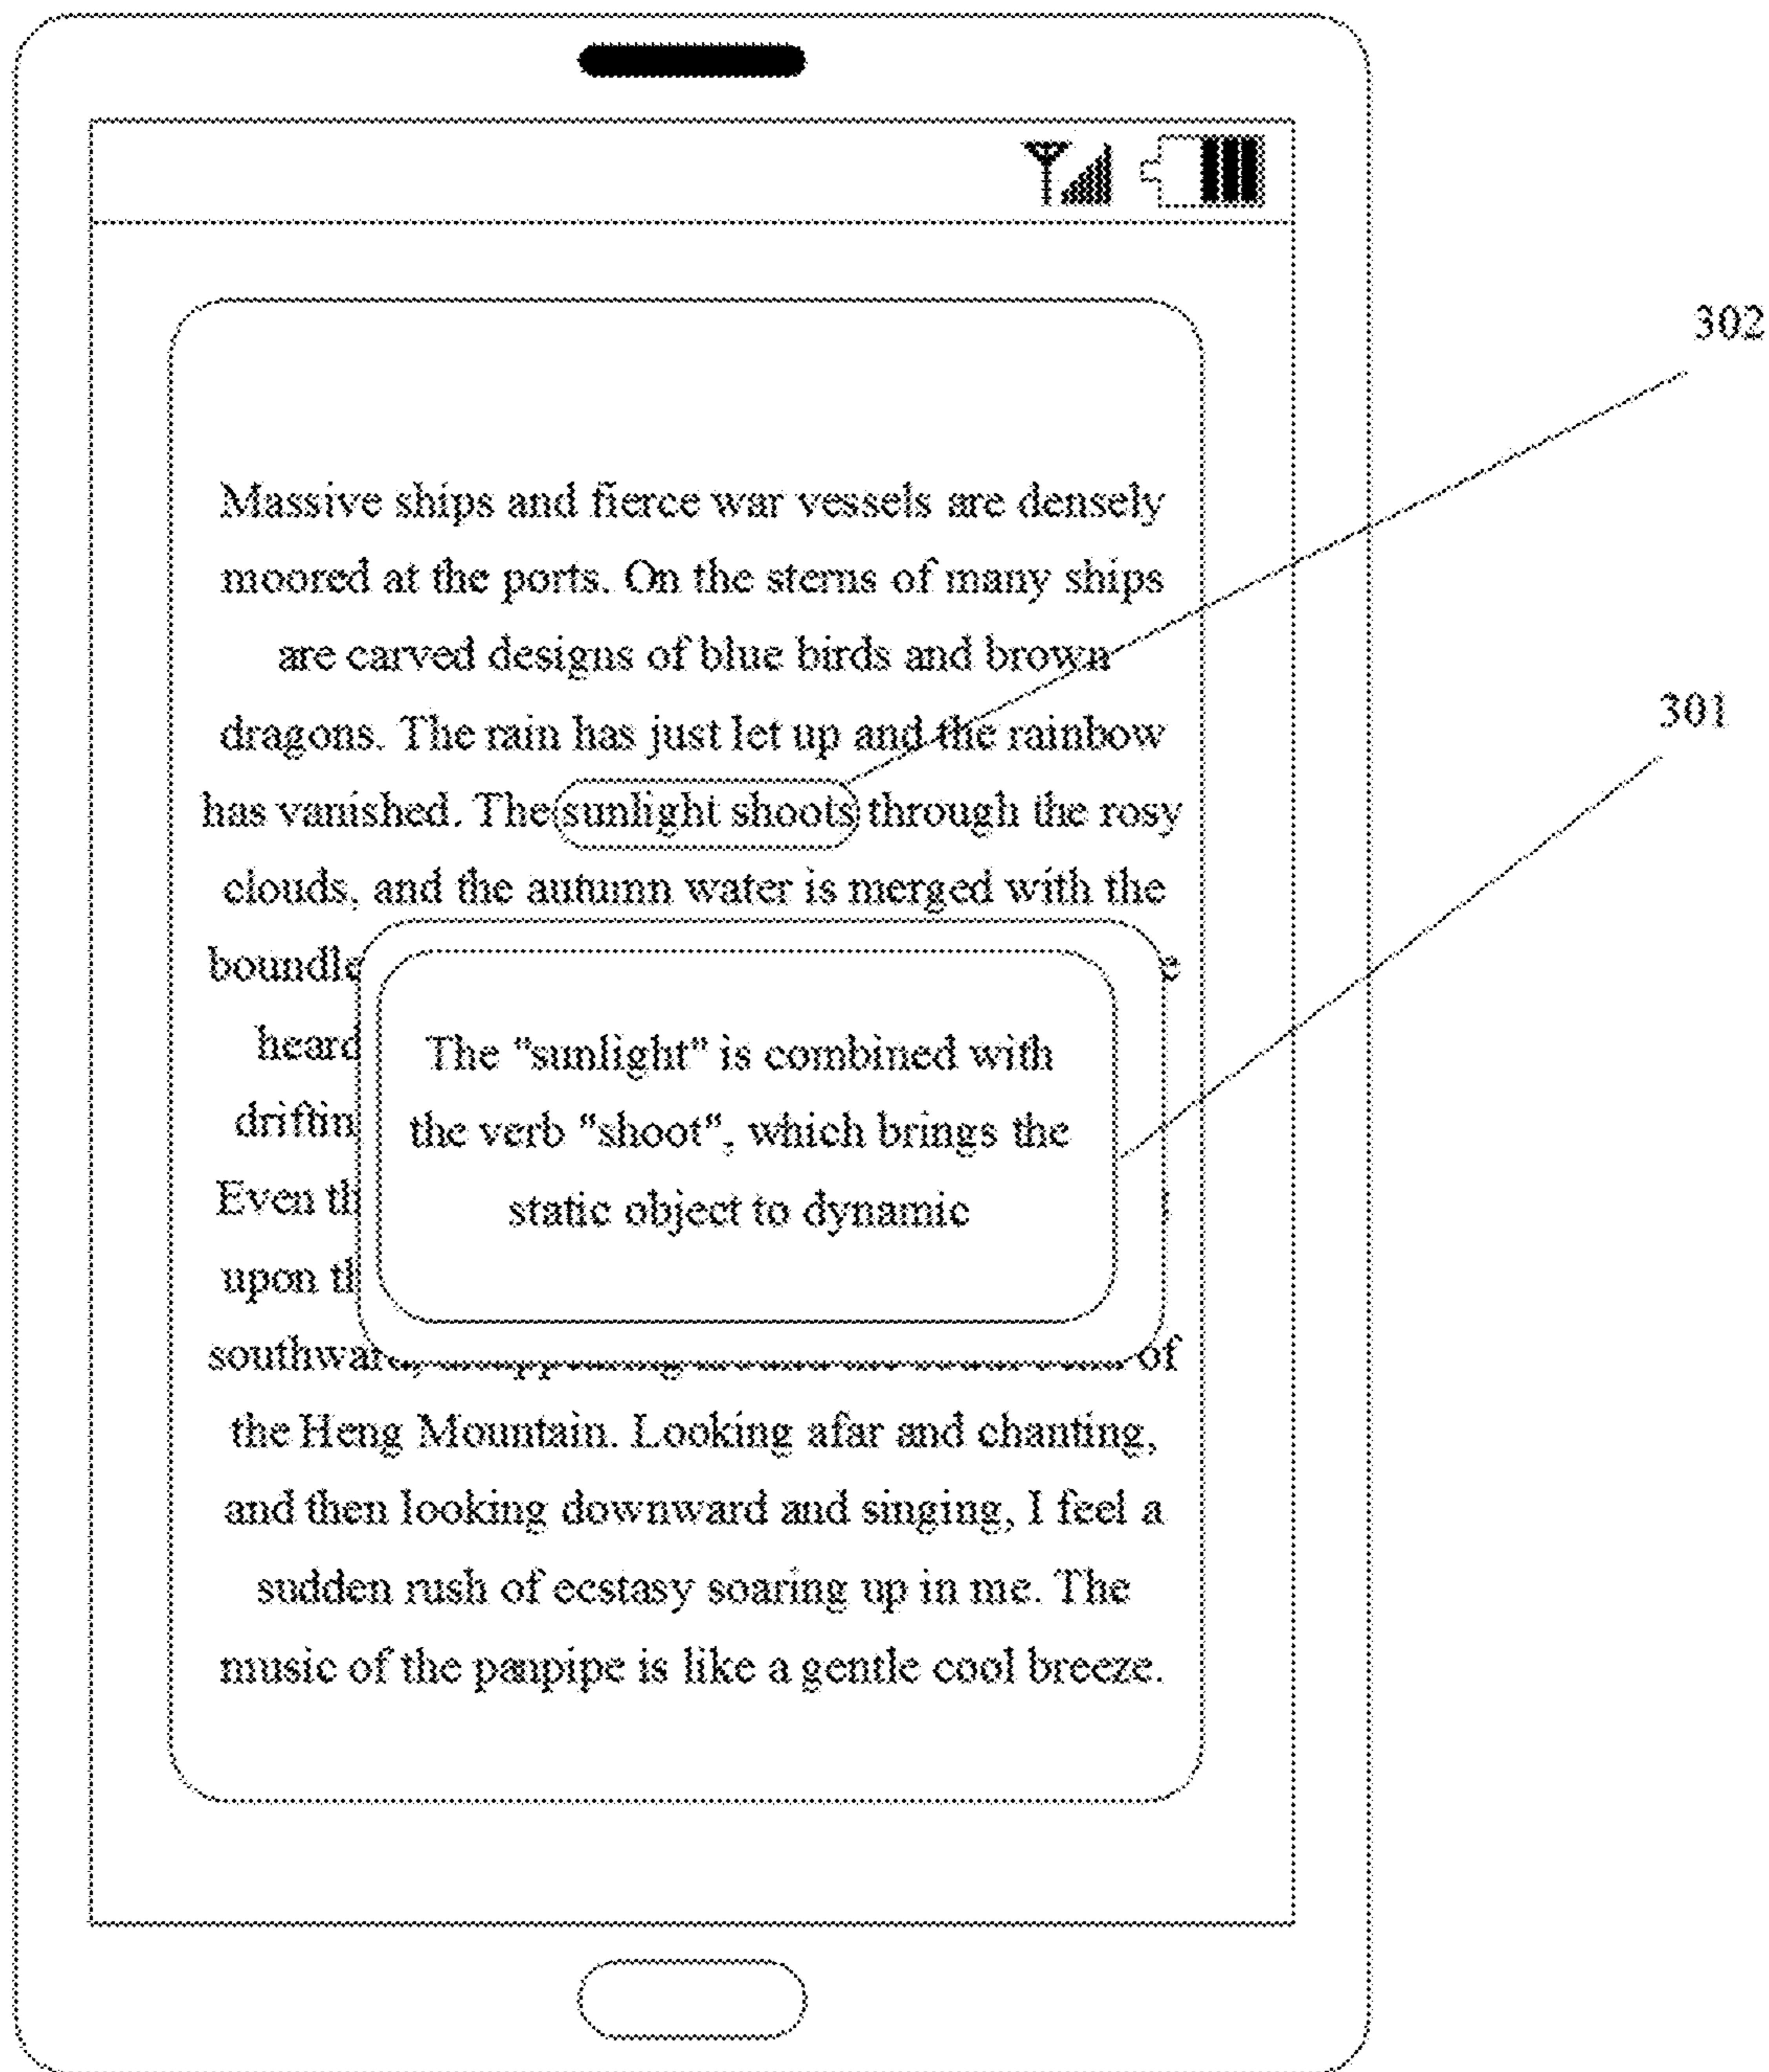 302
Massive ships and fierce war vessels are densely
moored at the ports. On the sterns of many ships
are carved designs of blue birds and brown
dragons. The rain has just let up and the rainbow
301
has vanished. The sunlight shoots through the rosy
clouds, and the autumn water is merged with the
The "sunlight" is combined with
the verb "shoot", which brings the
static object to dynamic
heard
Even
upon
of
the Heng Mountain. Looking afar and chanting,
and then looking downward and singing, I feel a
sudden rush of ecstasy soaring up in me. The
music of the panpipe is like a gentle cool breeze.